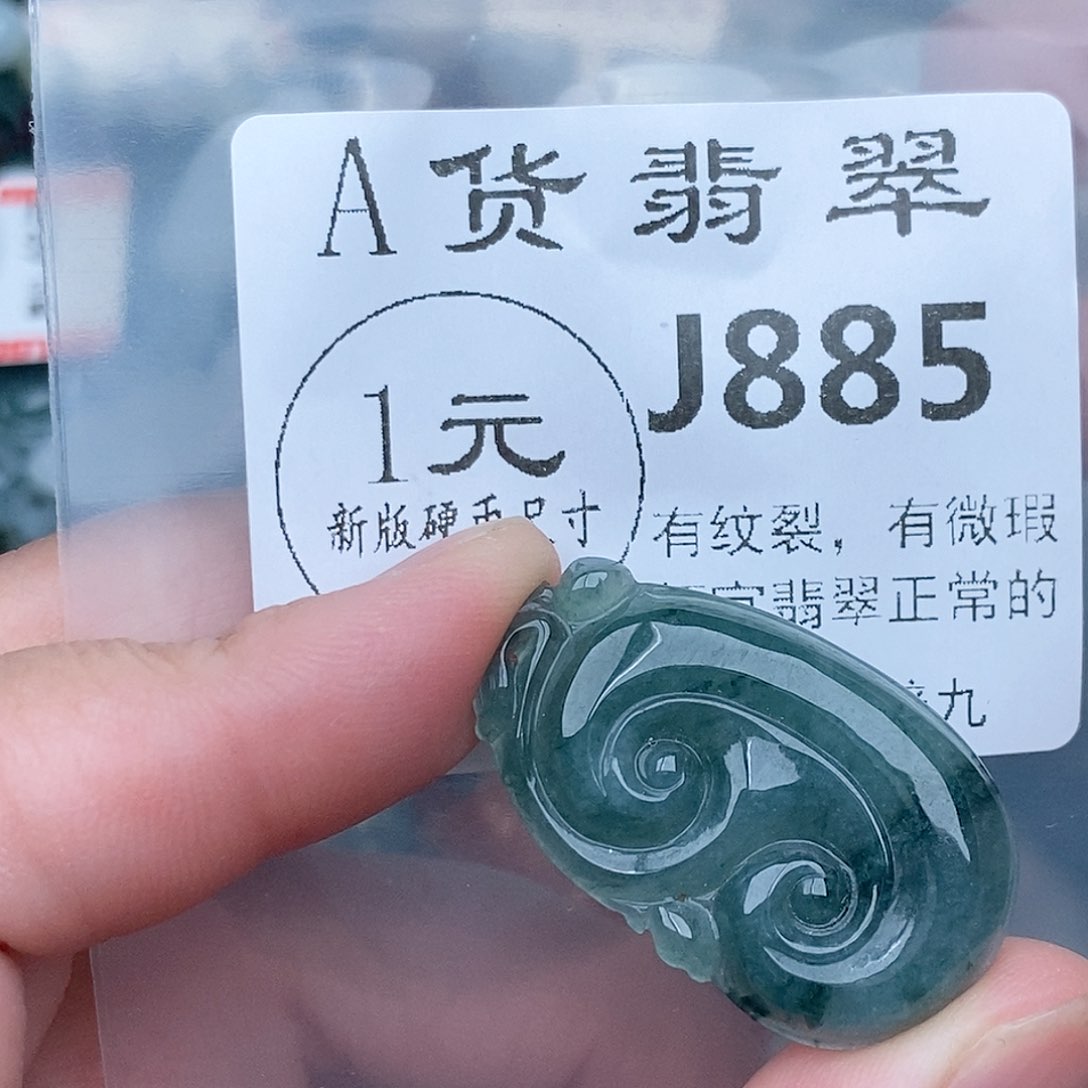 A货翡翠
J885
1元
新版硬币尺寸
有纹裂，有微瑕
翡翠正常的
九